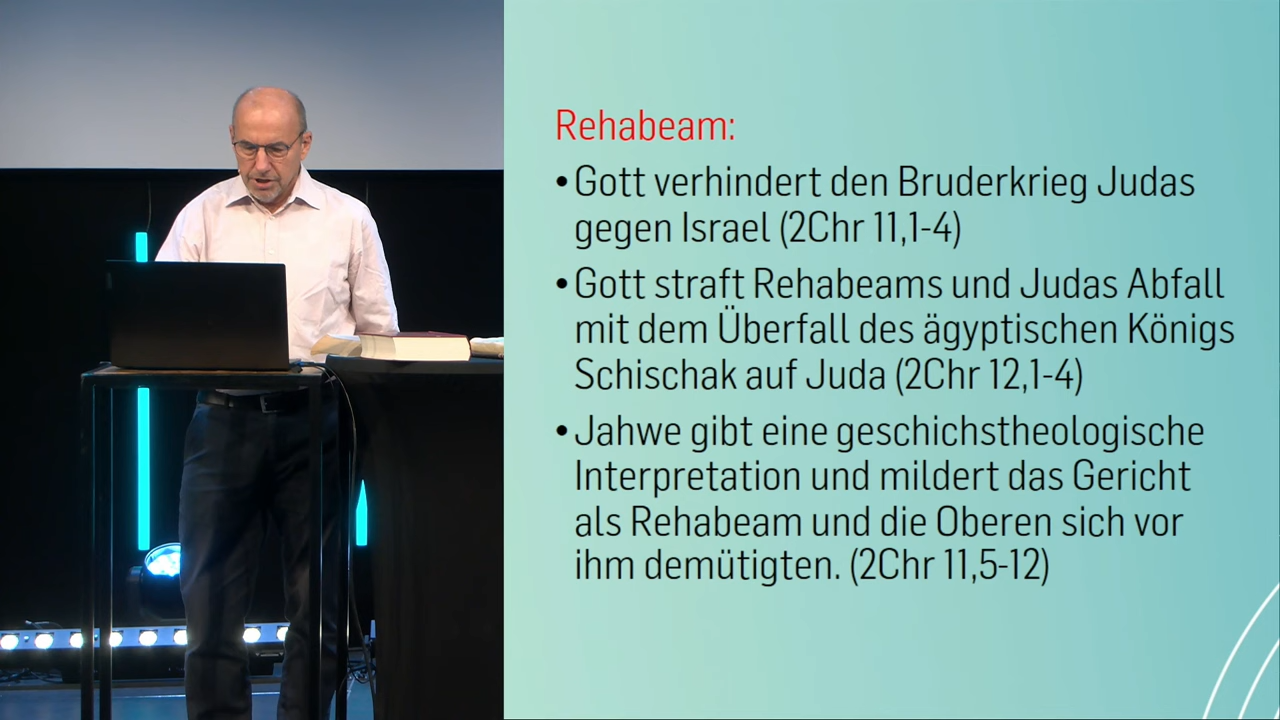 Rehabeam:
• Gott verhindert den Bruderkrieg Judas
gegen Israel (2Chr 11,1-4)
• Gott straft Rehabeams und Judas Abfall
mit dem Überfall des ägyptischen Königs
Schischak auf Juda (2Chr 12,1-4)
• Jahwe gibt eine geschichstheologische
Interpretation und mildert das Gericht
als Rehabeam und die Oberen sich vor
ihm demütigten. (2Chr 11,5-12)